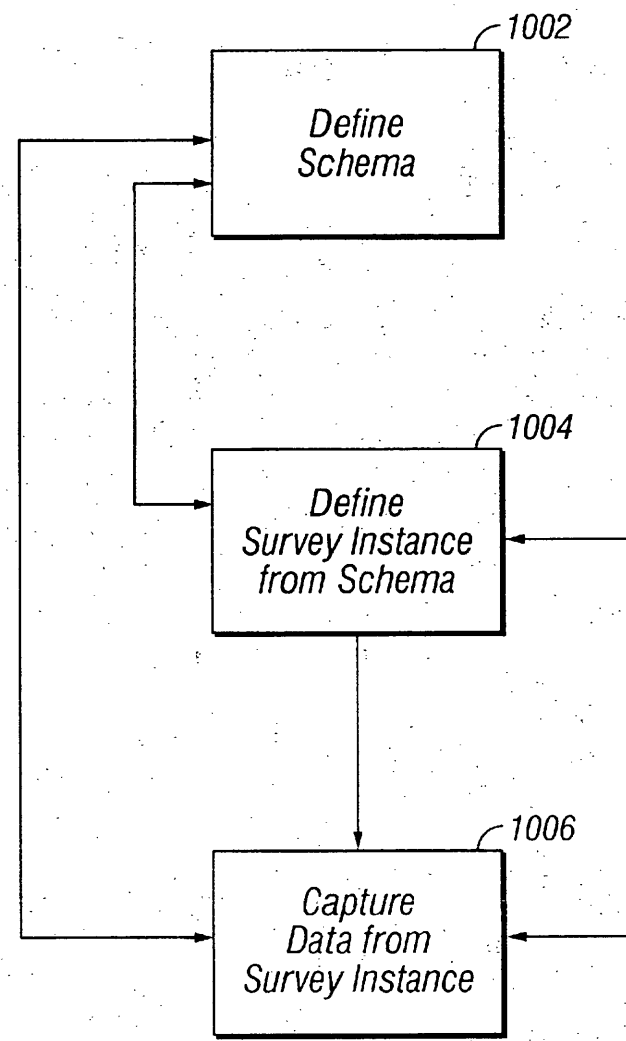 1002
Define
Schema
1004
Define
Survey Instance
from Schema
1006
Capture
Data from
Survey Instance